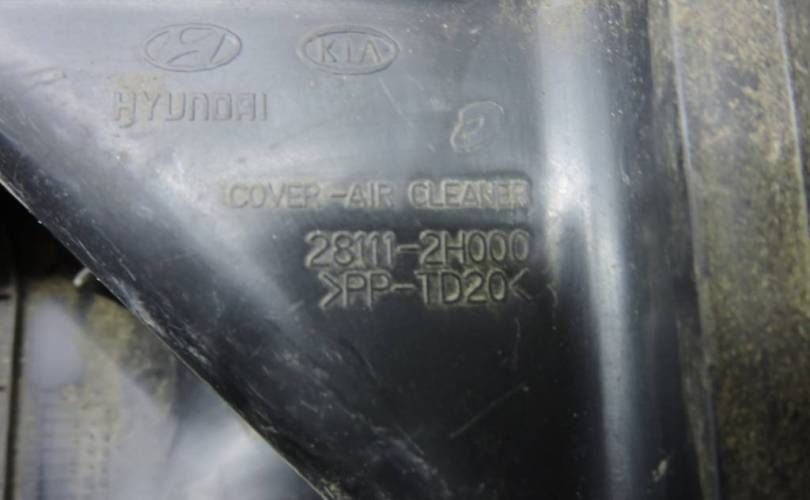 KIA
HYUNDAI
COVER-AIR CLEANER
28111-2H000
>PP-TD20<